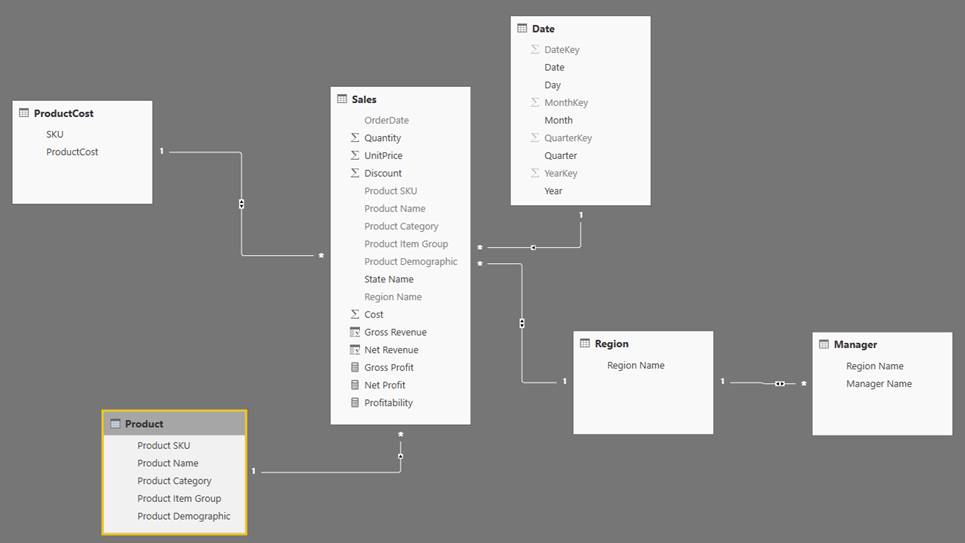 ProductCost
SKU
ProductCost
1
*
Sales
OrderDate
Quantity
UnitPrice
Discount
Product SKU
Product Name
Product Category
Product Item Group
Product Demographic
State Name
Region Name
Cost
Gross Revenue
Net Revenue
Gross Profit
Net Profit
Profitability
*
*
*
Date
DateKey
Date
Day
MonthKey
Month
QuarterKey
Quarter
YearKey
Year
1
Region
Region Name
1
1
*
Manager
Region Name
Manager Name
Product
Product SKU
Product Name
Product Category
Product Item Group
Product Demographic
1